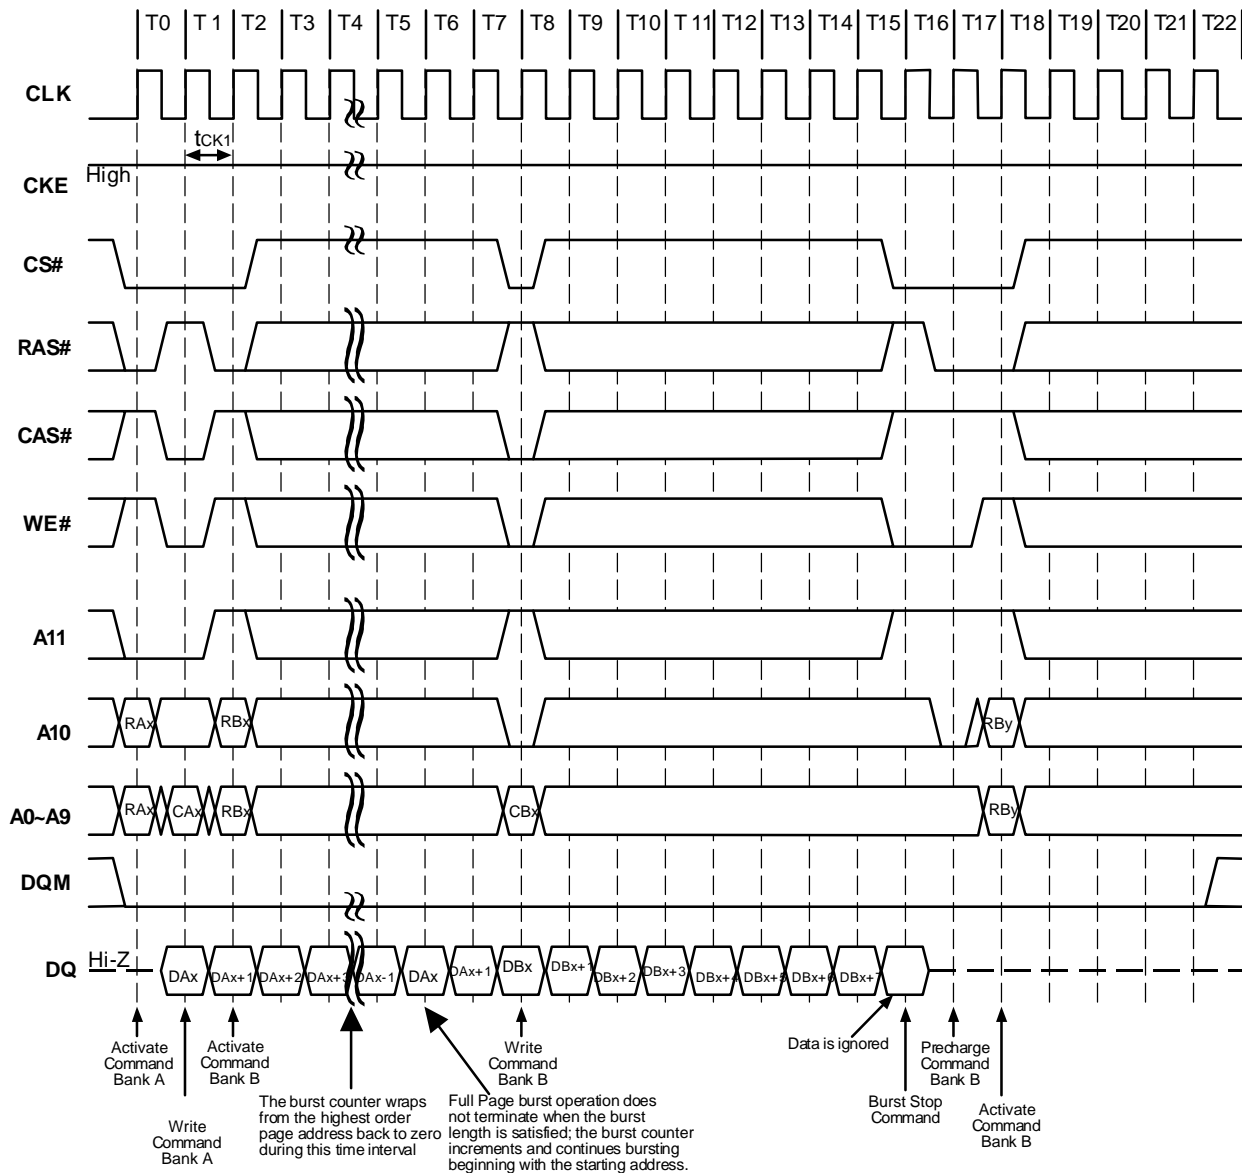 T0 T 1 T2 T3 T4 T5 T6 T7 T8 T9 T10 T 11 T12 T13 T14 T15 T16 T17 T18 T19 T20 T21 T22
CLK
tCK1
High
CKE
CS#
RAS#
CAS#
WE#
A11
A10 RAx RBx RBy
A0~A9 RAx CAx RBx CBx RBy
DQM
Hi-Z
DQ DAx DAx+1 DAx+2 DAx+3 DAx-1 DAx DAx+1 DBx DBx+1 DBx+2 DBx+3 DBx+4 DBx+5 DBx+6 DBx+7
Activate
Command
Bank A
Activate
Command
Bank B
Write
Command
Bank B
Data is ignored
Precharge
Command
Bank B
Write
Command
Bank A
The burst counter wraps
from the highest order
page address back to zero
during this time interval
Full Page burst operation does
not terminate when the burst
length is satisfied; the burst counter
increments and continues bursting
beginning with the starting address.
Burst Stop
Command
Activate
Command
Bank B